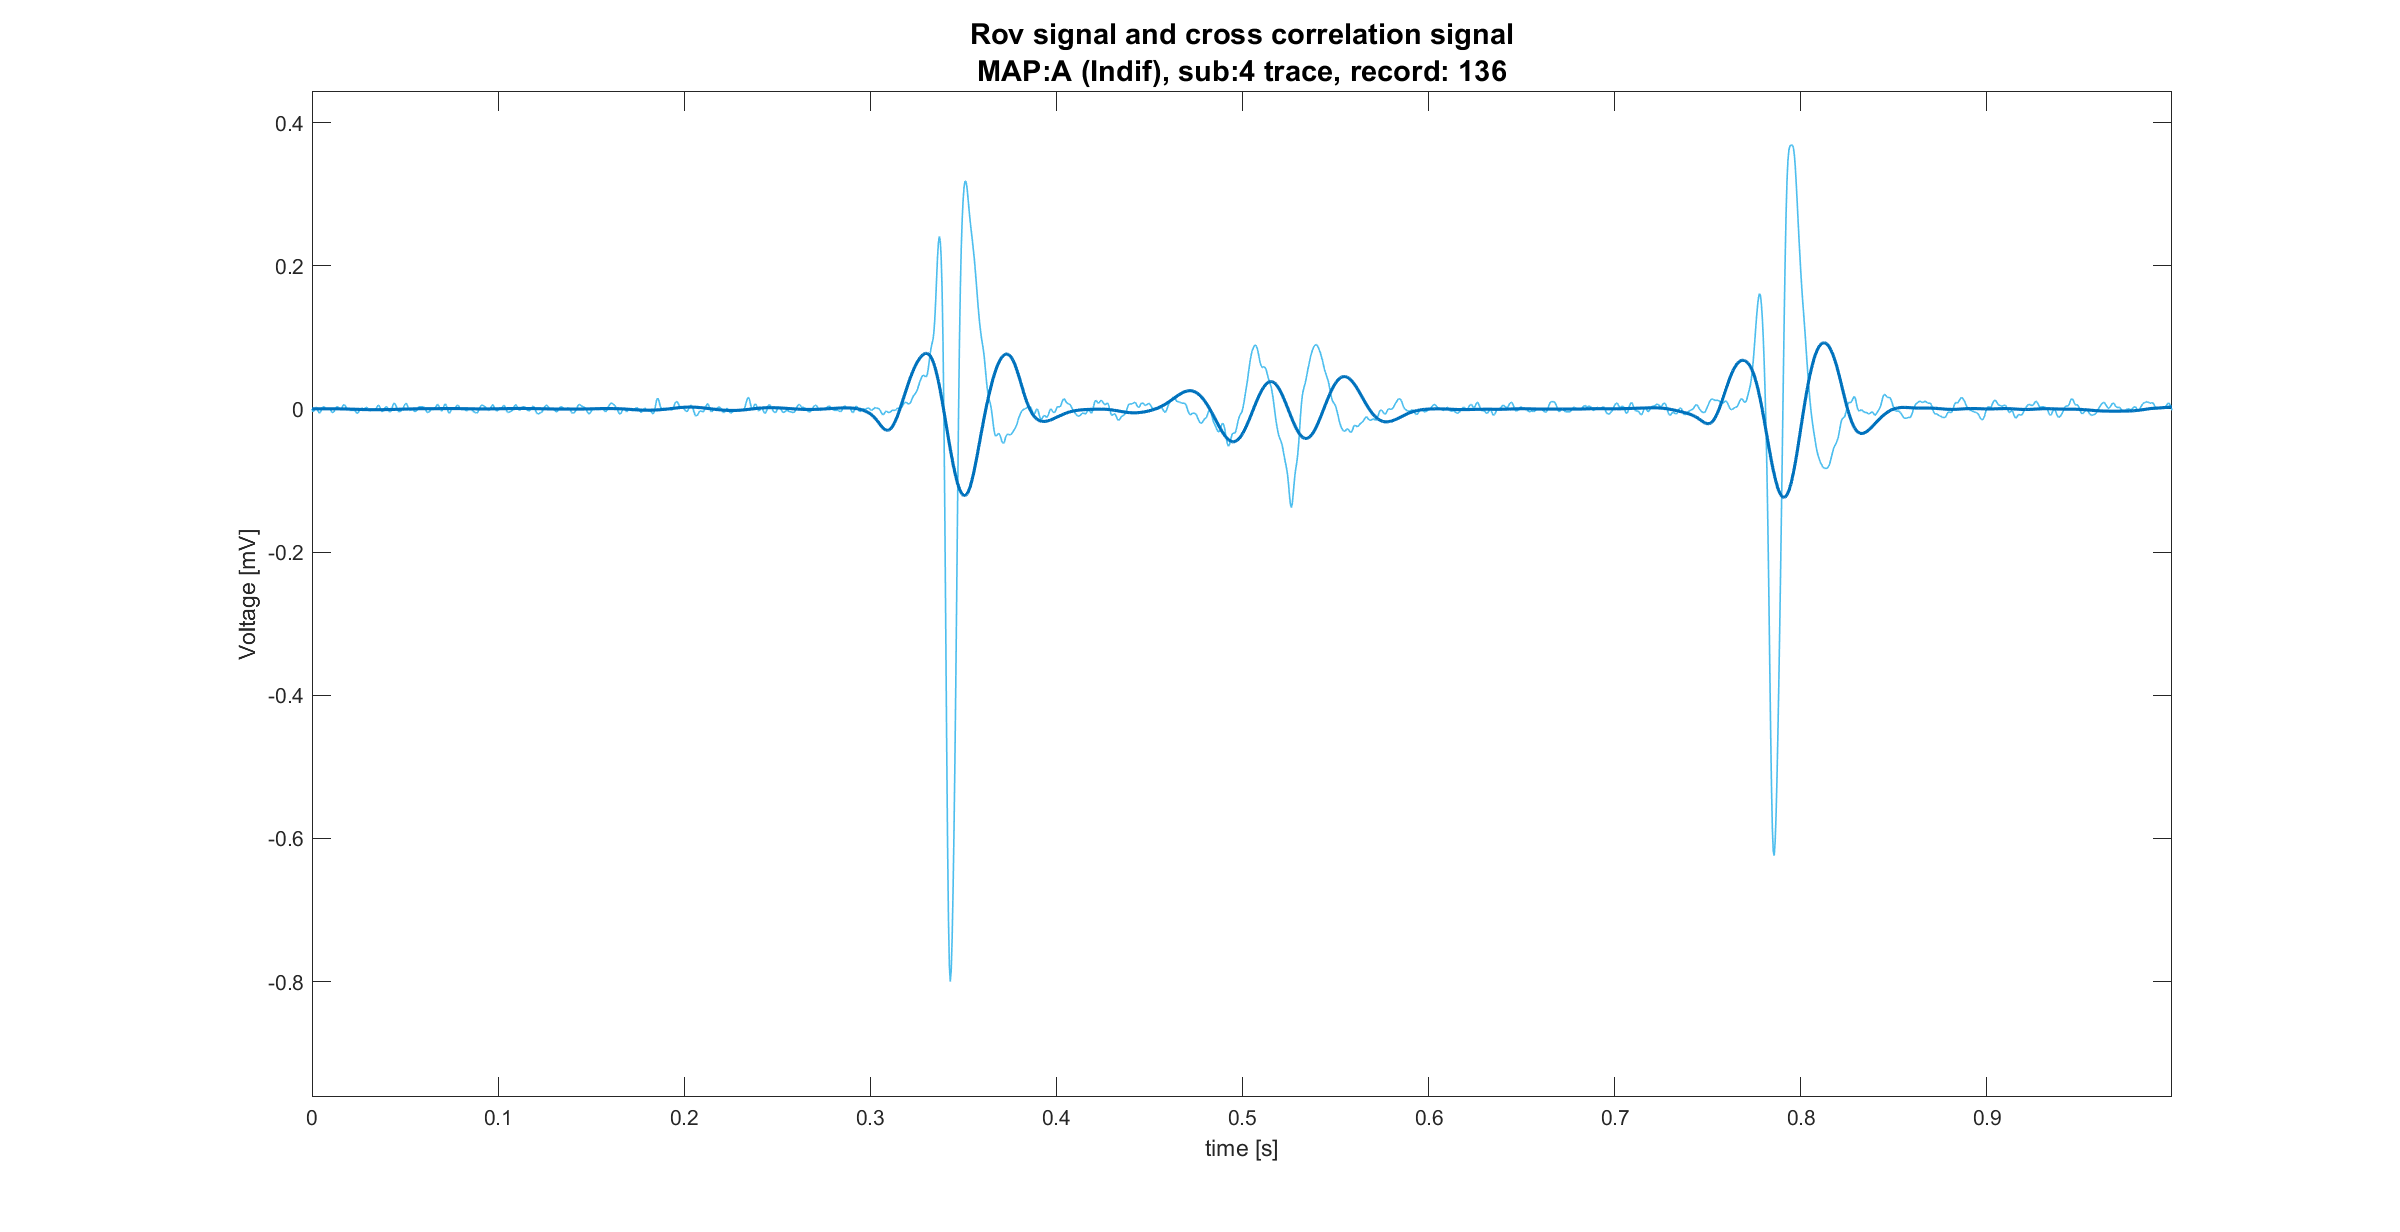 Rov signal and cross correlation signal
MAP:A (Indif), sub:4 trace, record: 136
0.4
0.2
0
-0.2
-0.4
-0.6
-0.8
Voltage [mV]
0 0.1 0.2 0.3 0.4 0.5 0.6 0.7 0.8 0.9
time [s]